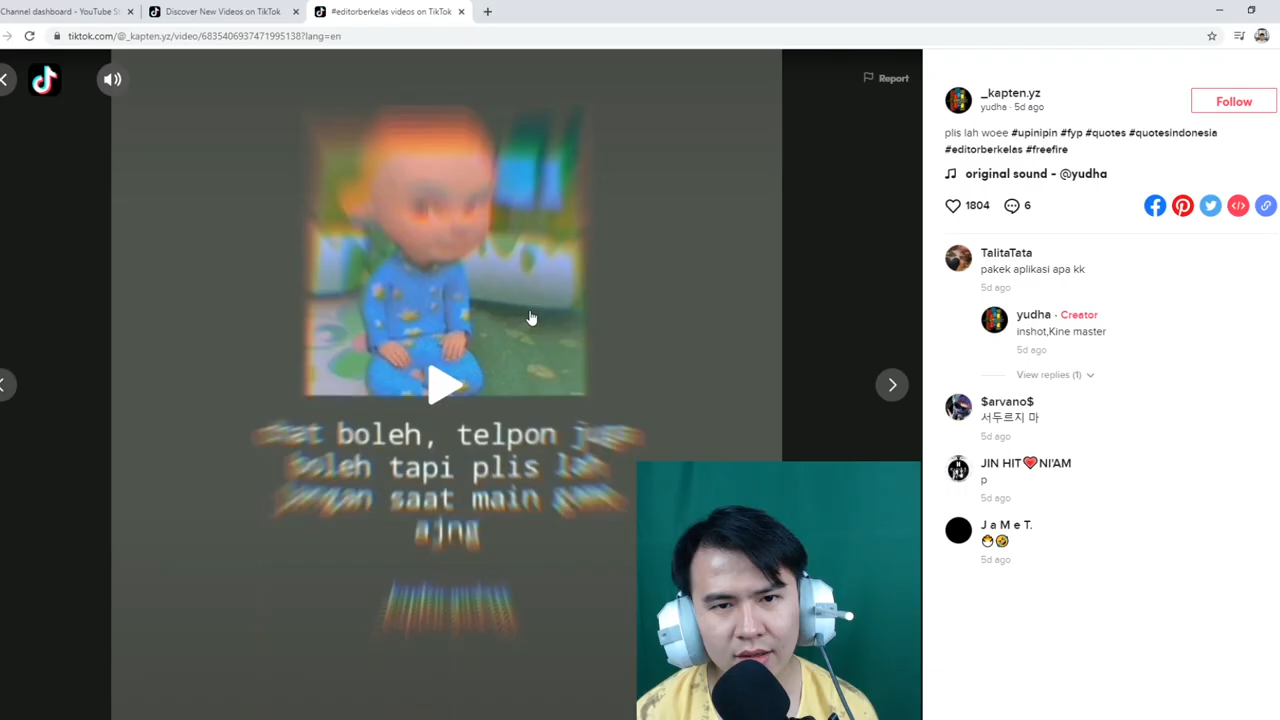 Channel dashboard - YouTube St
Discover New Videos on TikTok
#editorberkelas videos on TikTok
tiktok.com/@_kapten.yz/video/6835406937471995138?lang=en
Report
_kapten.yz
yudha · 5d ago
Follow
plis lah woee #upinipin #fyp #quotes #quotesindonesia
#editorberkelas #freefire
original sound - @yudha
1804
6
TalitaTata
pakek aplikasi apa kk
5d ago
yudha · Creator
inshot,Kine master
5d ago
View replies (1)
$arvano$
서두르지 마
5d ago
JIN HIT❤️NI'AM
p
5d ago
J a M e T.
5d ago
boleh, telpon
boleh tapi plis lah
jangan saat main
ajng